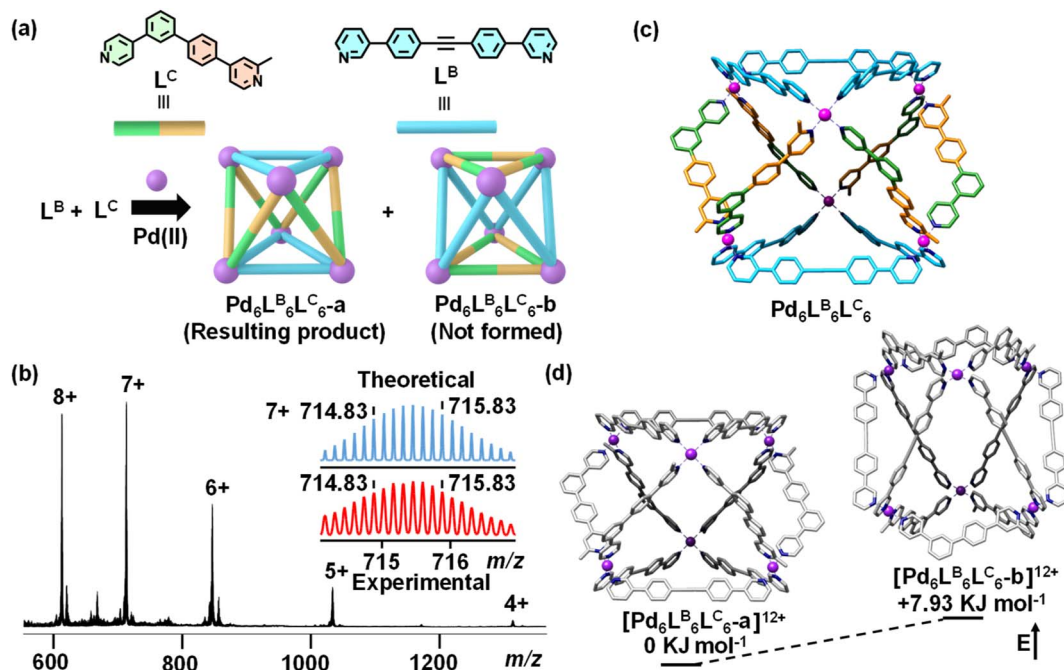 (a)
N
N
L^C
|||
N
N
L^B
|||
L^B + L^C
Pd(II)
+
Pd₆L^B₆L^C₆-a
(Resulting product)
Pd₆L^B₆L^C₆-b
(Not formed)
(b)
8+
7+
6+
5+
4+
Theoretical
7+ 714.83 715.83
714.83 715.83
715 716 m/z
Experimental
600 800 1000 1200 m/z
(c)
Pd₆L^B₆L^C₆
(d)
[Pd₆L^B₆L^C₆-a]¹²⁺
0 KJ mol⁻¹
[Pd₆L^B₆L^C₆-b]¹²⁺
+7.93 KJ mol⁻¹
E